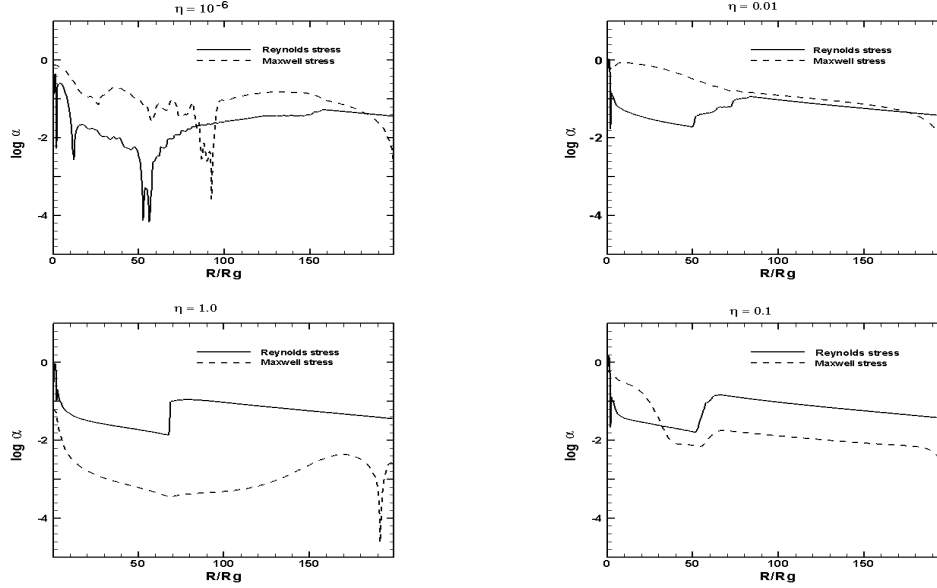 η = 10⁻⁶
Reynolds stress
Maxwell stress
log α
0
-2
-4
0
50
100
150
R/Rg
η = 0.01
Reynolds stress
Maxwell stress
log α
0
-2
-4
0
50
100
150
R/Rg
η = 1.0
Reynolds stress
Maxwell stress
log α
0
-2
-4
0
50
100
150
R/Rg
η = 0.1
Reynolds stress
Maxwell stress
log α
0
-2
-4
0
50
100
150
R/Rg